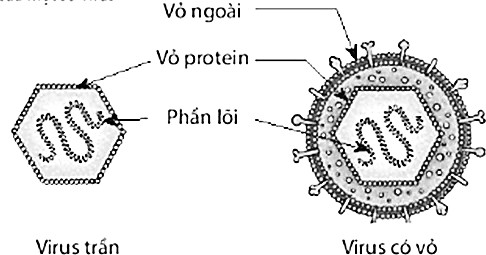 Vỏ ngoài
Vỏ protein
Phần lõi
Virus trần
Virus có vỏ